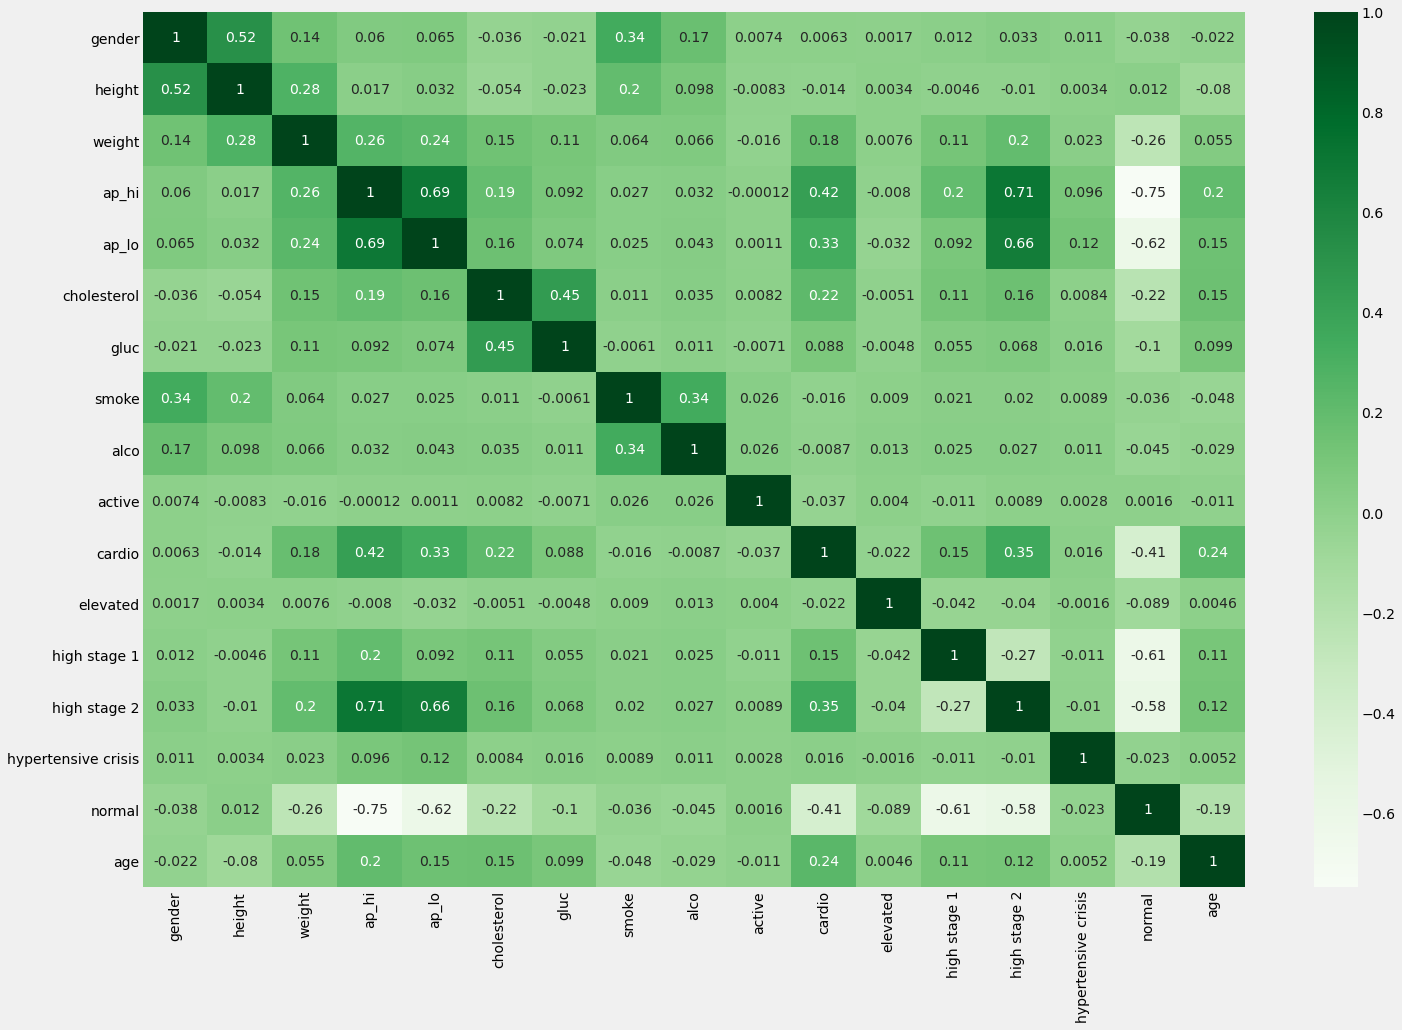 gender 1 0.52 0.14 0.06 0.065 -0.036 -0.021 0.34 0.17 0.0074 0.0063 0.0017 0.012 0.033 0.011 -0.038 -0.022
height 0.52 1 0.28 0.017 0.032 -0.054 -0.023 0.2 0.098 -0.0083 -0.014 0.0034 -0.0046 -0.01 0.0034 0.012 -0.08
weight 0.14 0.28 1 0.26 0.24 0.15 0.11 0.064 0.066 -0.016 0.18 0.0076 0.11 0.2 0.023 -0.26 0.055
ap_hi 0.06 0.017 0.26 1 0.69 0.19 0.092 0.027 0.032 -0.00012 0.42 -0.008 0.2 0.71 0.096 -0.75 0.2
ap_lo 0.065 0.032 0.24 0.69 1 0.16 0.074 0.025 0.043 0.0011 0.33 -0.032 0.092 0.66 0.12 -0.62 0.15
cholesterol -0.036 -0.054 0.15 0.19 0.16 1 0.45 0.011 0.035 0.0082 0.22 -0.0051 0.11 0.16 0.0084 -0.22 0.15
gluc -0.021 -0.023 0.11 0.092 0.074 0.45 1 -0.0061 0.011 -0.0071 0.088 -0.0048 0.055 0.068 0.016 -0.1 0.099
smoke 0.34 0.2 0.064 0.027 0.025 0.011 -0.0061 1 0.34 0.026 -0.016 0.009 0.021 0.02 0.0089 -0.036 -0.048
alco 0.17 0.098 0.066 0.032 0.043 0.035 0.011 0.34 1 0.026 -0.0087 0.013 0.025 0.027 0.011 -0.045 -0.029
active 0.0074 -0.0083 -0.016 -0.00012 0.0011 0.0082 -0.0071 0.026 0.026 1 -0.037 0.004 -0.011 0.0089 0.0028 0.0016 -0.011
cardio 0.0063 -0.014 0.18 0.42 0.33 0.22 0.088 -0.016 -0.0087 -0.037 1 -0.022 0.15 0.35 0.016 -0.41 0.24
elevated 0.0017 0.0034 0.0076 -0.008 -0.032 -0.0051 -0.0048 0.009 0.013 0.004 -0.022 1 -0.042 -0.04 -0.0016 -0.089 0.0046
high stage 1 0.012 -0.0046 0.11 0.2 0.092 0.11 0.055 0.021 0.025 -0.011 0.15 -0.042 1 -0.27 -0.011 -0.61 0.11
high stage 2 0.033 -0.01 0.2 0.71 0.66 0.16 0.068 0.02 0.027 0.0089 0.35 -0.04 -0.27 1 -0.01 -0.58 0.12
hypertensive crisis 0.011 0.0034 0.023 0.096 0.12 0.0084 0.016 0.0089 0.011 0.0028 0.016 -0.0016 -0.011 -0.01 1 -0.023 0.0052
normal -0.038 0.012 -0.26 -0.75 -0.62 -0.22 -0.1 -0.036 -0.045 0.0016 -0.41 -0.089 -0.61 -0.58 -0.023 1 -0.19
age -0.022 -0.08 0.055 0.2 0.15 0.15 0.099 -0.048 -0.029 -0.011 0.24 0.0046 0.11 0.12 0.0052 -0.19 1
gender height weight ap_hi ap_lo cholesterol gluc smoke alco active cardio elevated high stage 1 high stage 2 hypertensive crisis normal age
1.0
0.8
0.6
0.4
0.2
0.0
−0.2
−0.4
−0.6